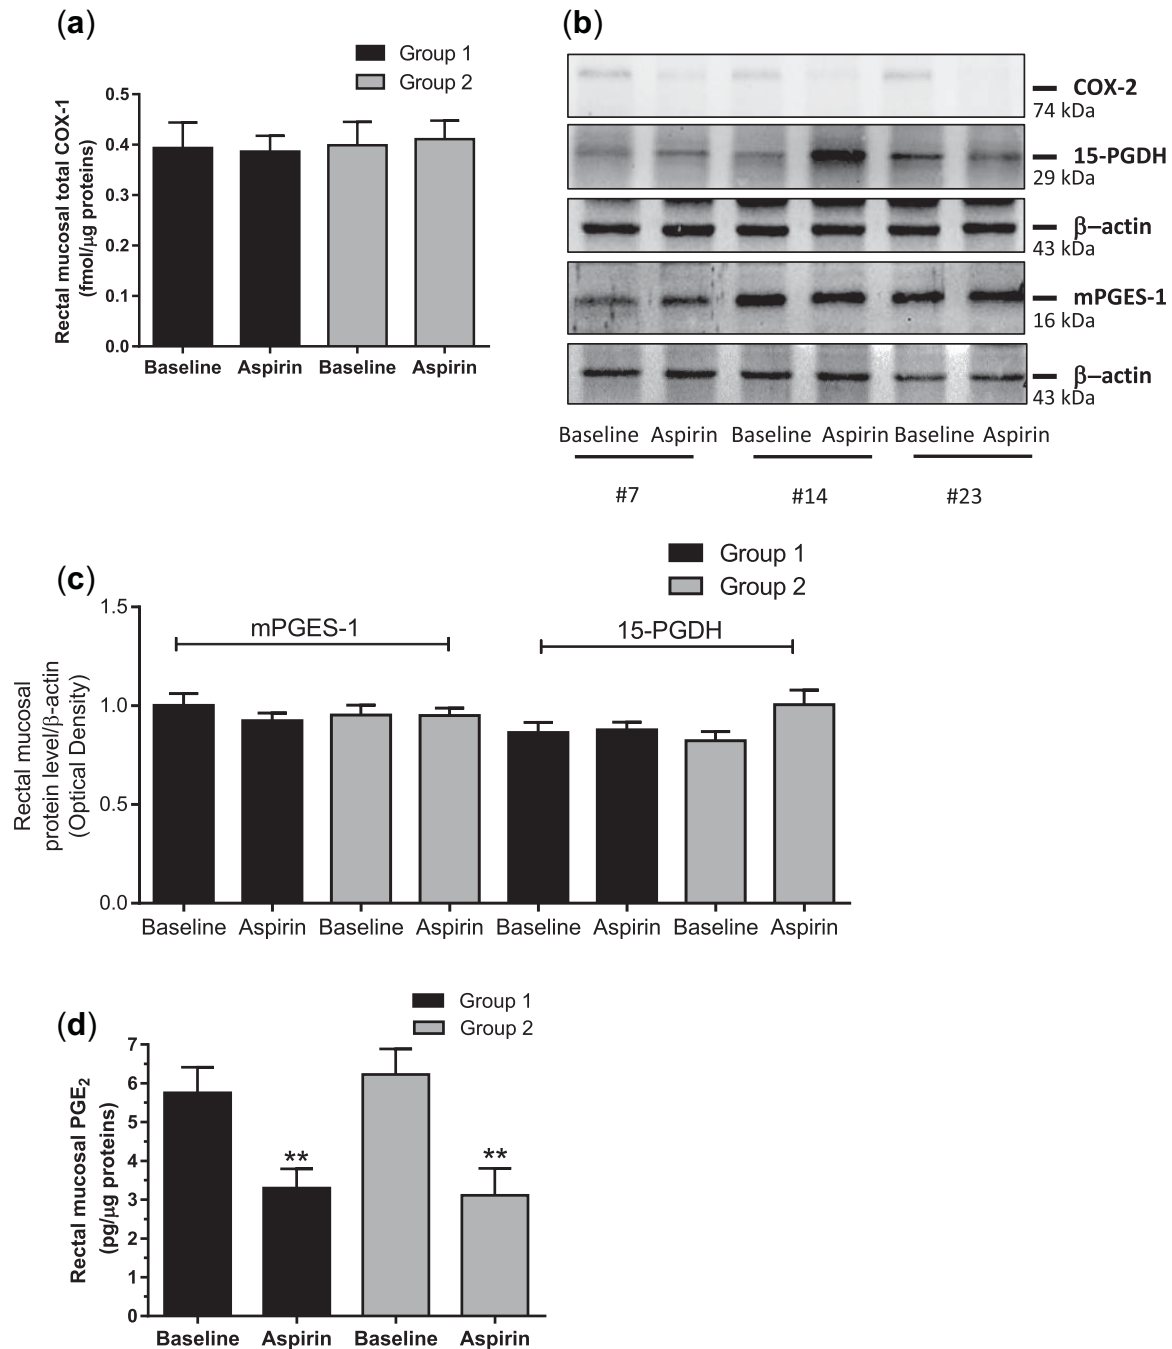 (a)
Group 1
Group 2
Rectal mucosal total COX-1
(fmol/µg proteins)
0.5
0.4
0.3
0.2
0.1
0.0
Baseline Aspirin Baseline Aspirin
(b)
COX-2
74 kDa
15-PGDH
29 kDa
β–actin
43 kDa
mPGES-1
16 kDa
β–actin
43 kDa
Baseline Aspirin Baseline Aspirin Baseline Aspirin
#7 #14 #23
(c)
Group 1
Group 2
Rectal mucosal
protein level/β-actin
(Optical Density)
1.5
1.0
0.5
0.0
mPGES-1 15-PGDH
Baseline Aspirin Baseline Aspirin Baseline Aspirin Baseline Aspirin
(d)
Group 1
Group 2
Rectal mucosal PGE₂
(pg/µg proteins)
7
6
5
4
3
2
1
0
** **
Baseline Aspirin Baseline Aspirin